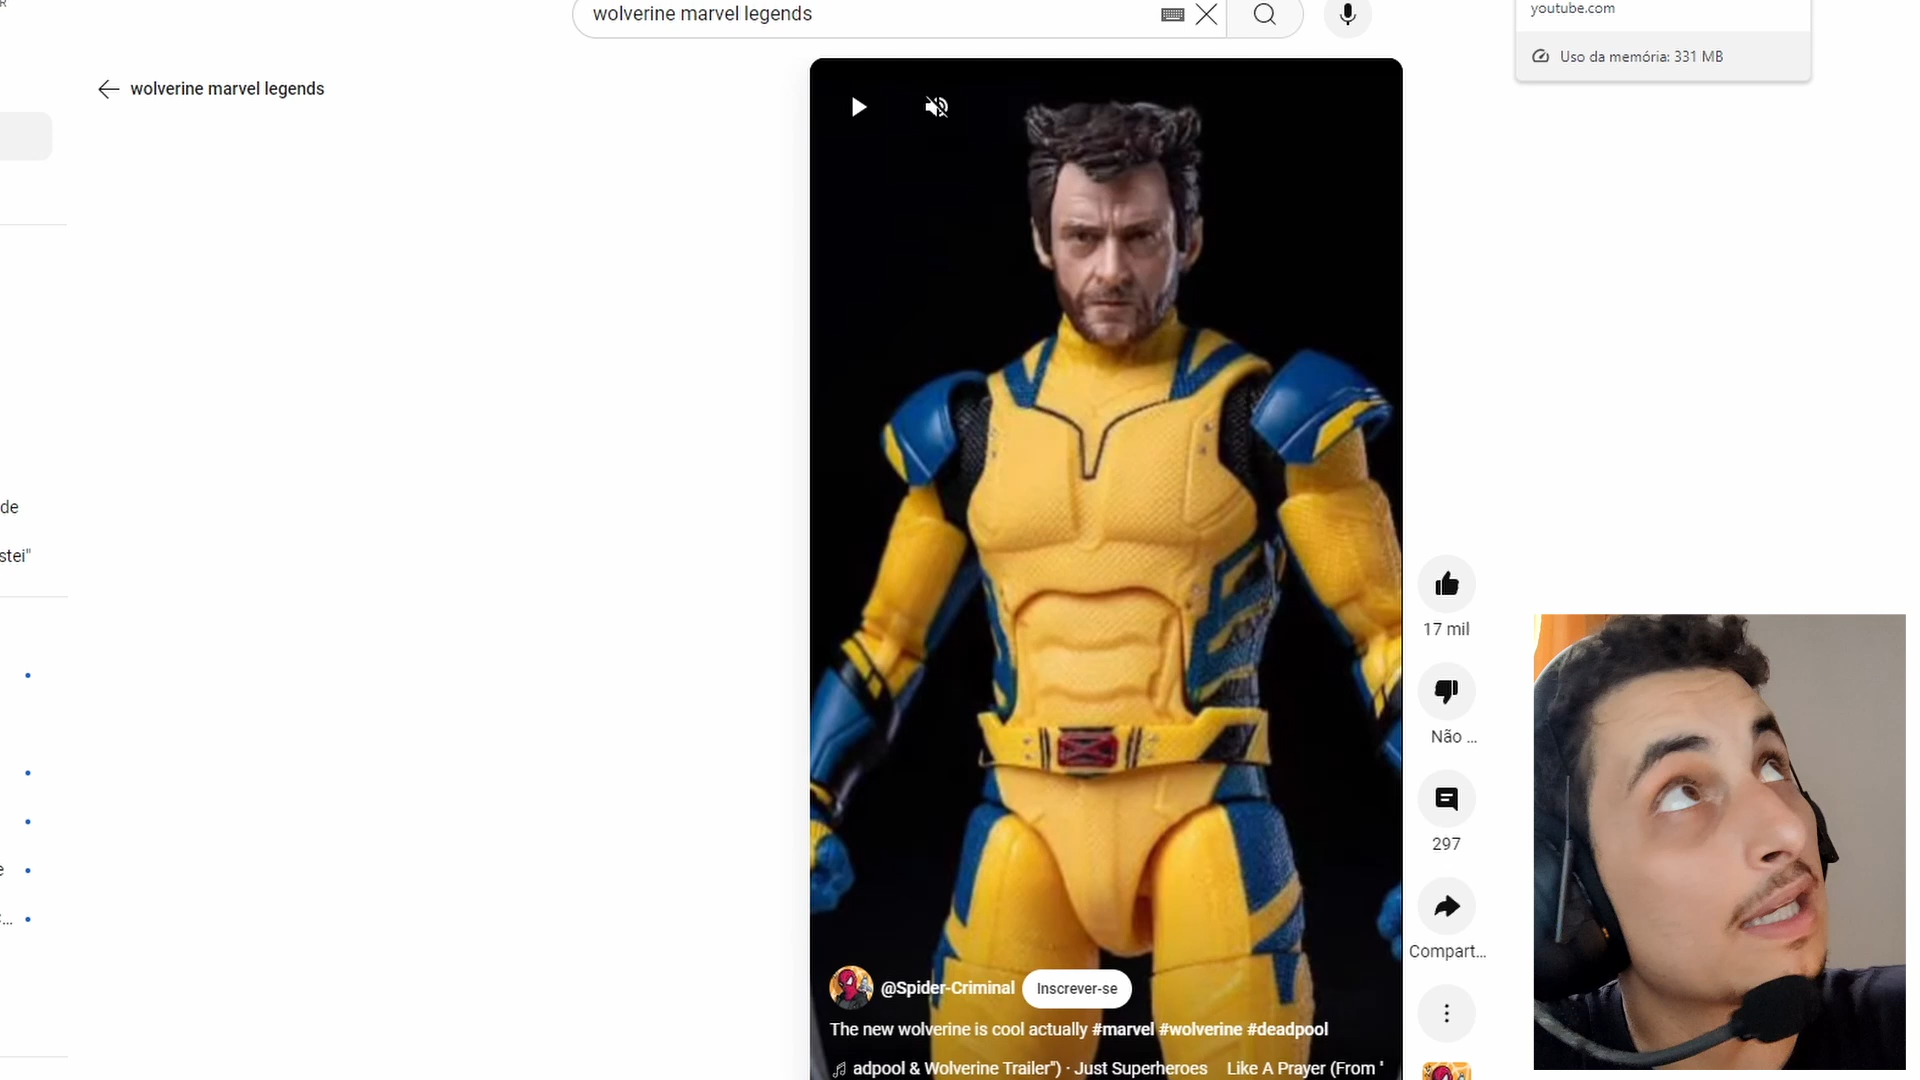 wolverine marvel legends
youtube.com
Uso da memória: 331 MB
wolverine marvel legends
de
stei"
17 mil
Não ...
297
Compart...
@Spider-Criminal
Inscrever-se
The new wolverine is cool actually #marvel #wolverine #deadpool
adpool & Wolverine Trailer") · Just Superheroes Like A Prayer (From "